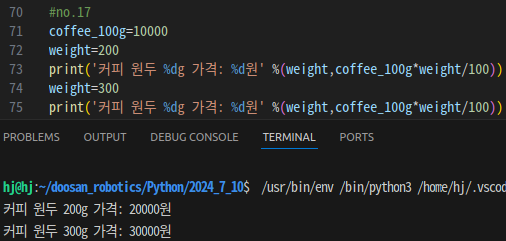 70 #no.17
71 coffee_100g=10000
72 weight=200
73 print('커피 원두 %dg 가격: %d원' %(weight,coffee_100g*weight/100))
74 weight=300
75 print('커피 원두 %dg 가격: %d원' %(weight,coffee_100g*weight/100))
PROBLEMS OUTPUT DEBUG CONSOLE TERMINAL PORTS
hj@hj:~/doosan_robotics/Python/2024_7_10$ /usr/bin/env /bin/python3 /home/hj/.vscod
커피 원두 200g 가격: 20000원
커피 원두 300g 가격: 30000원